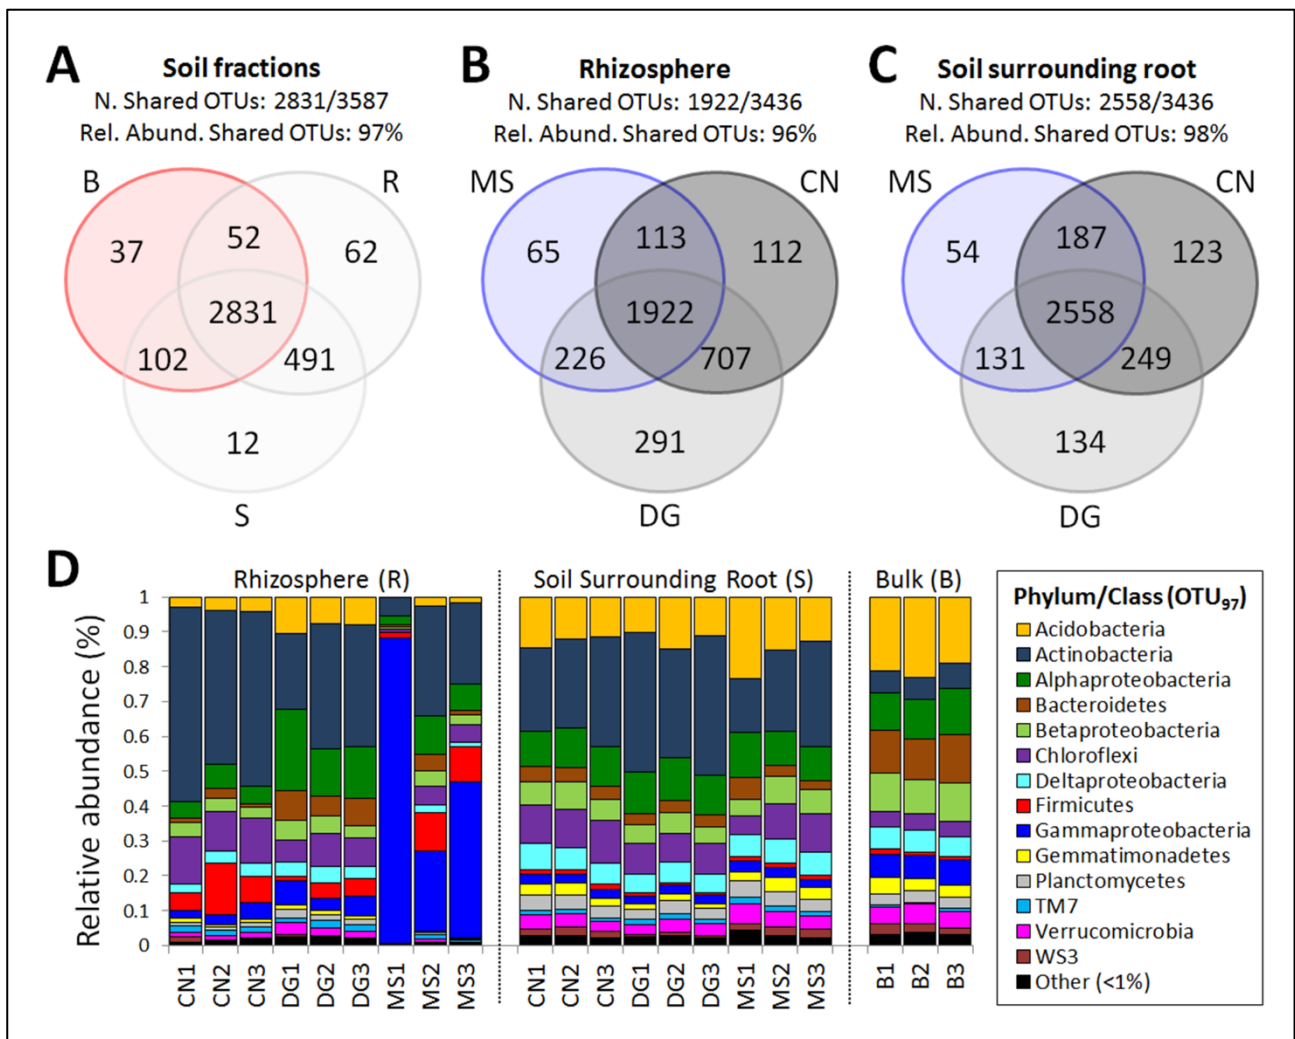 A
Soil fractions
N. Shared OTUs: 2831/3587
Rel. Abund. Shared OTUs: 97%
B
R
37
52
62
2831
102
491
12
S
B
Rhizosphere
N. Shared OTUs: 1922/3436
Rel. Abund. Shared OTUs: 96%
MS
CN
65
113
112
1922
226
707
291
DG
C
Soil surrounding root
N. Shared OTUs: 2558/3436
Rel. Abund. Shared OTUs: 98%
MS
CN
54
187
123
2558
131
249
134
DG
D
Rhizosphere (R)
Soil Surrounding Root (S)
Bulk (B)
Relative abundance (%)
1
0.9
0.8
0.7
0.6
0.5
0.4
0.3
0.2
0.1
0
CN1 CN2 CN3 DG1 DG2 DG3 MS1 MS2 MS3
CN1 CN2 CN3 DG1 DG2 DG3 MS1 MS2 MS3
B1 B2 B3
Phylum/Class (OTU97)
Acidobacteria
Actinobacteria
Alphaproteobacteria
Bacteroidetes
Betaproteobacteria
Chloroflexi
Deltaproteobacteria
Firmicutes
Gammaproteobacteria
Gemmatimonadetes
Planctomycetes
TM7
Verrucomicrobia
WS3
Other (<1%)